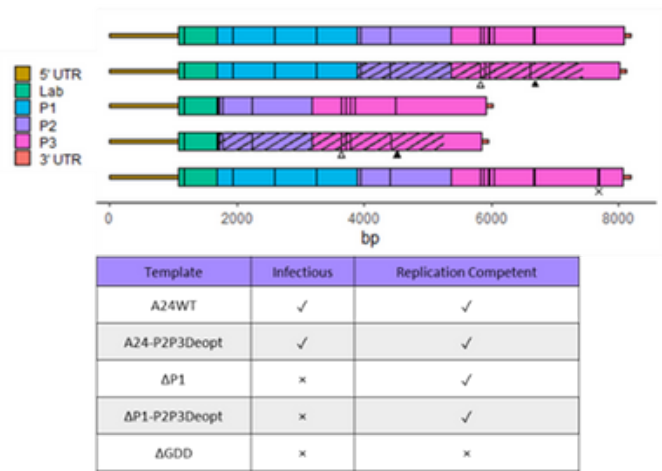 5' UTR
Lab
P1
P2
P3
3' UTR
0 2000 4000 6000 8000
bp
Template Infectious Replication Competent
A24WT ✓ ✓
A24-P2P3Deopt ✓ ✓
ΔP1 × ✓
ΔP1-P2P3Deopt × ✓
ΔGDD × ×